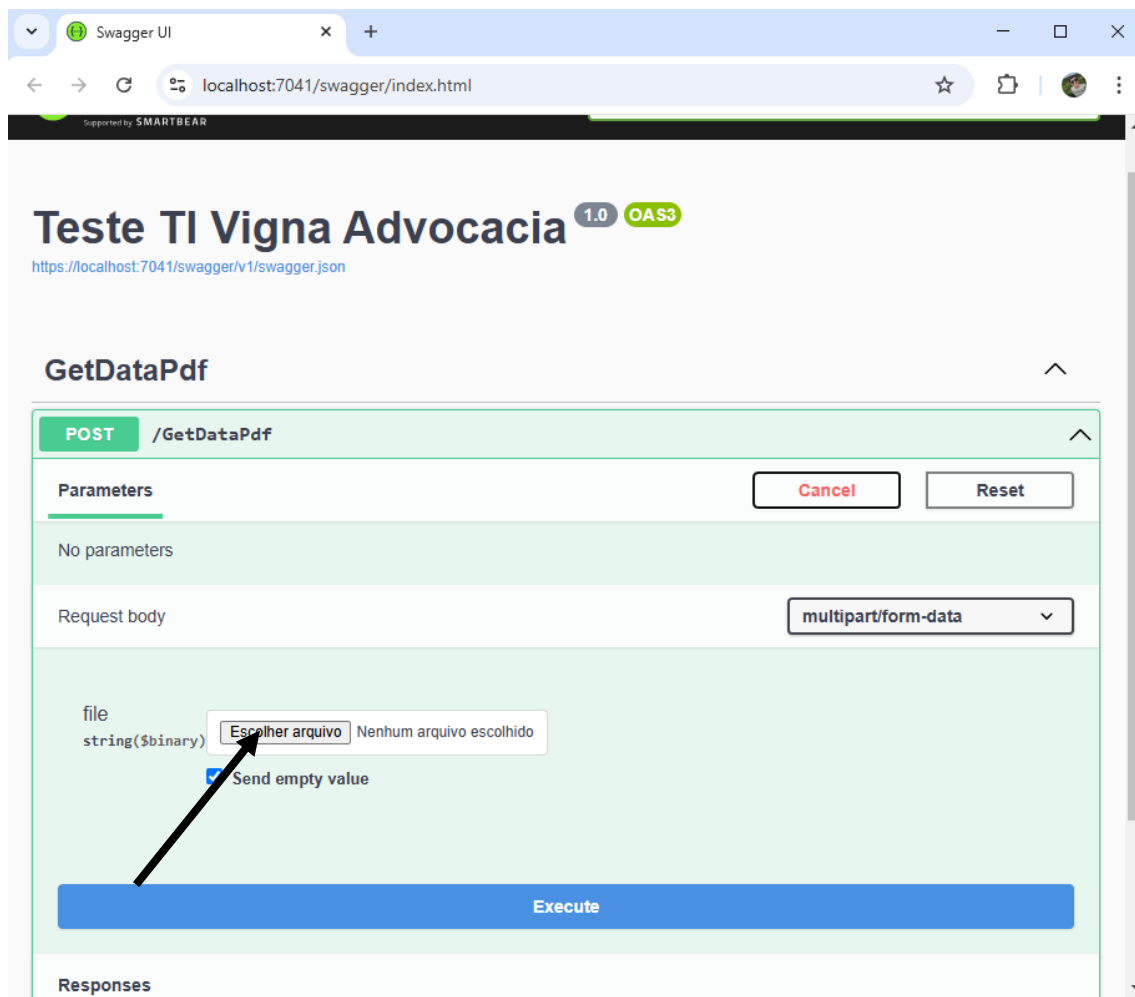 Swagger UI
localhost:7041/swagger/index.html
Supported by SMARTBEAR
Teste TI Vigna Advocacia 1.0 OAS3
https://localhost:7041/swagger/v1/swagger.json
GetDataPdf
POST /GetDataPdf
Parameters Cancel Reset
No parameters
Request body multipart/form-data
file
string($binary) Escolher arquivo Nenhum arquivo escolhido
Send empty value
Execute
Responses